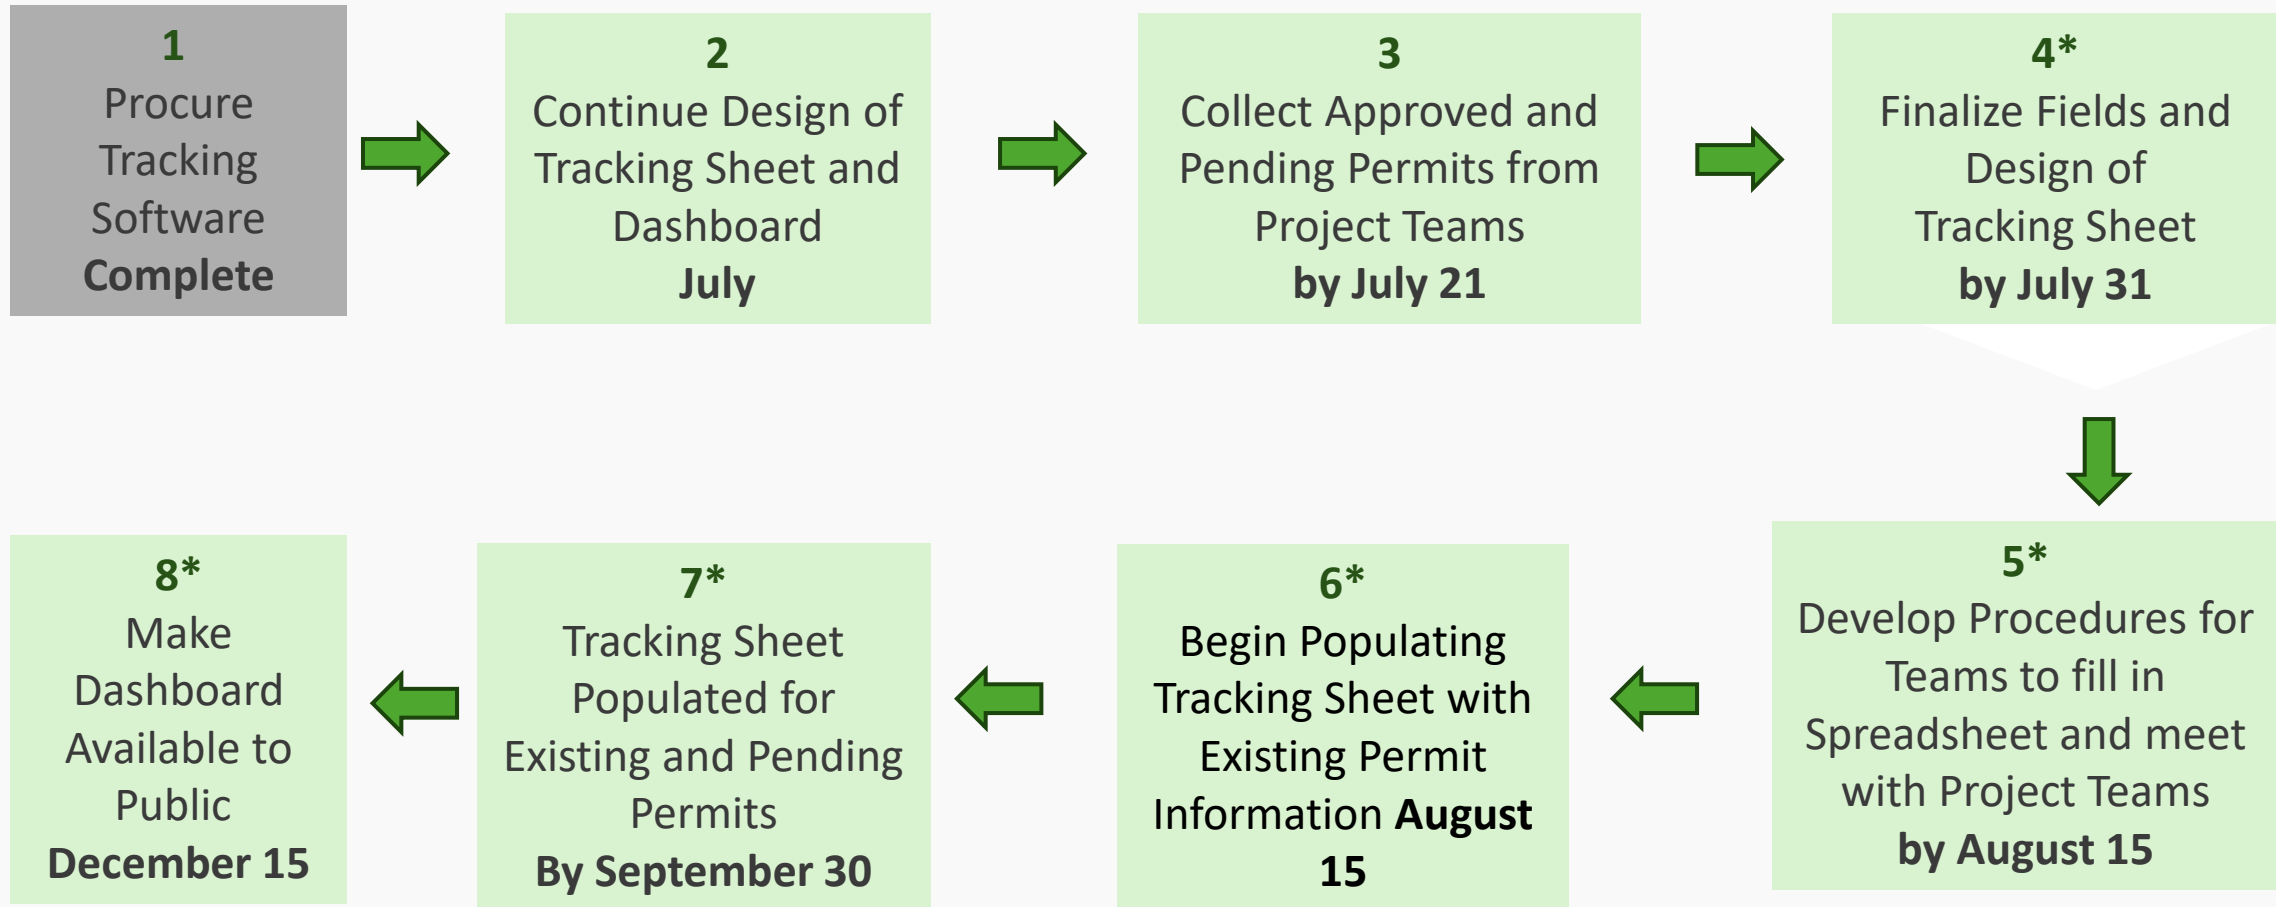 1
Procure
Tracking
Software
Complete
2
Continue Design of
Tracking Sheet and
Dashboard
July
3
Collect Approved and
Pending Permits from
Project Teams
by July 21
4*
Finalize Fields and
Design of
Tracking Sheet
by July 31
5*
Develop Procedures for
Teams to fill in
Spreadsheet and meet
with Project Teams
by August 15
6*
Begin Populating
Tracking Sheet with
Existing Permit
Information August
15
7*
Tracking Sheet
Populated for
Existing and Pending
Permits
By September 30
8*
Make
Dashboard
Available to
Public
December 15